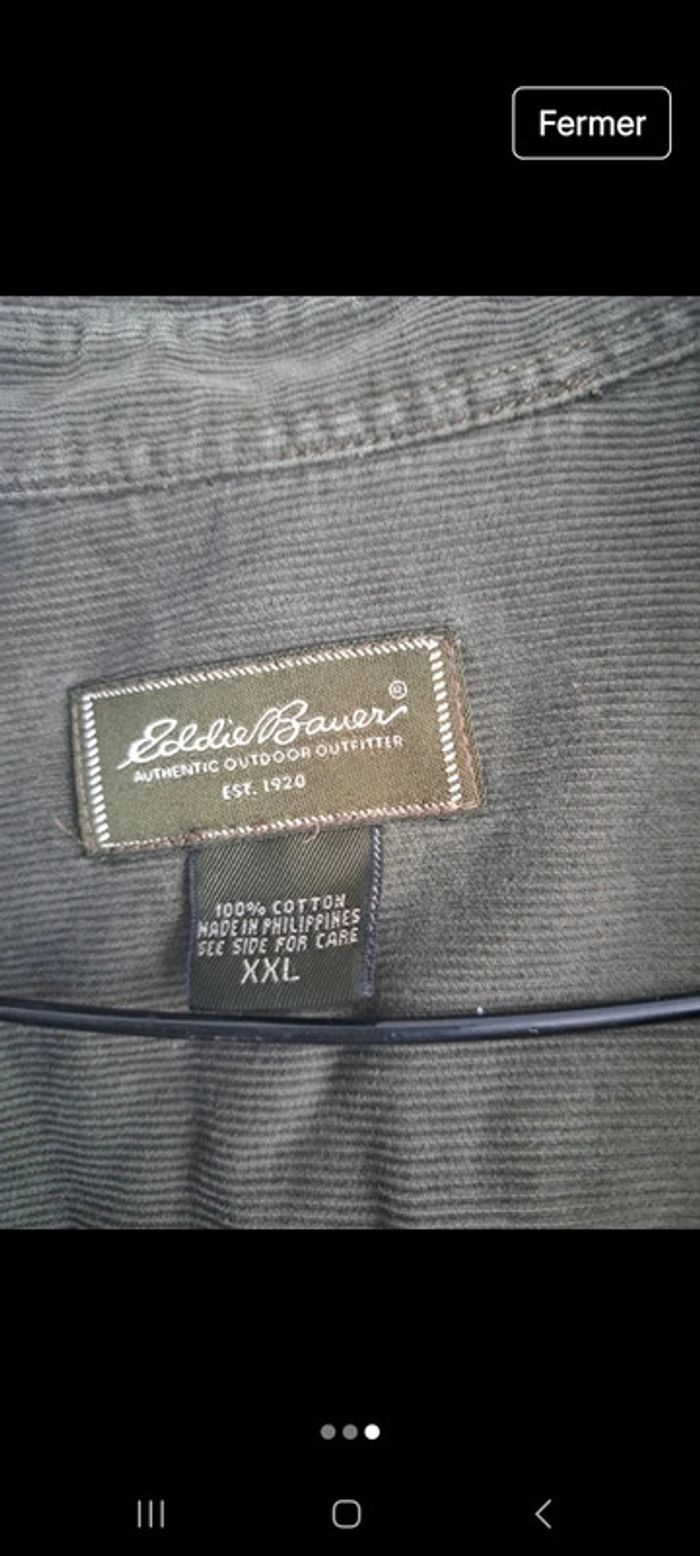 Fermer
Eddie Bauer®
AUTHENTIC OUTDOOR OUTFITTER
EST. 1920
100% COTTON
MADE IN PHILIPPINES
SEE SIDE FOR CARE
XXL